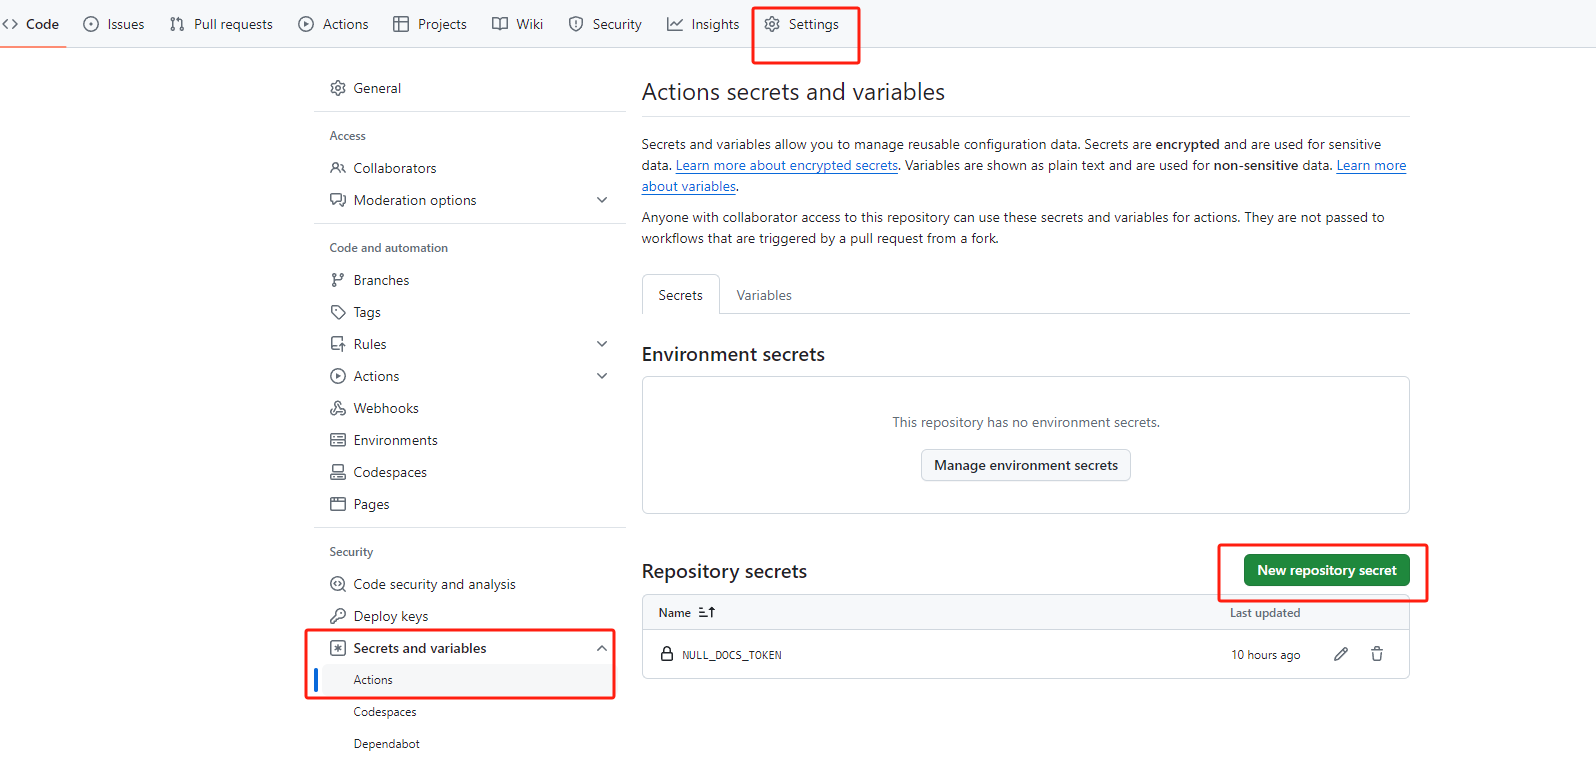 Code Issues Pull requests Actions Projects Wiki Security Insights Settings
General
Access
Collaborators
Moderation options
Code and automation
Branches
Tags
Rules
Actions
Webhooks
Environments
Codespaces
Pages
Security
Code security and analysis
Deploy keys
Secrets and variables
Actions
Codespaces
Dependabot
Actions secrets and variables
Secrets and variables allow you to manage reusable configuration data. Secrets are encrypted and are used for sensitive
data. Learn more about encrypted secrets. Variables are shown as plain text and are used for non-sensitive data. Learn more
about variables.
Anyone with collaborator access to this repository can use these secrets and variables for actions. They are not passed to
workflows that are triggered by a pull request from a fork.
Secrets Variables
Environment secrets
This repository has no environment secrets.
Manage environment secrets
Repository secrets
New repository secret
Name Last updated
NULL_DOCS_TOKEN 10 hours ago